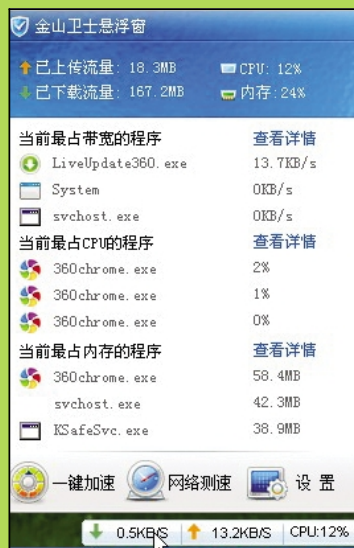 金山卫士悬浮窗
已上传流量: 18.3MB CPU: 12%
已下载流量: 167.2MB 内存:24%
当前最占带宽的程序 查看详情
LiveUpdate360.exe 13.7KB/s
System 0KB/s
svchost.exe 0KB/s
当前最占CPU的程序 查看详情
360chrome.exe 2%
360chrome.exe 1%
360chrome.exe 0%
当前最占内存的程序 查看详情
360chrome.exe 58.4MB
svchost.exe 42.3MB
KSafeSvc.exe 38.9MB
一键加速 网络测速 设 置
0.5KB/S 13.2KB/S CPU:12%